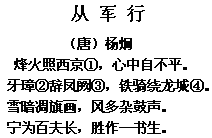 从 军 行
（唐）杨炯
烽火照西京①，心中自不平。
牙璋②辞凤阙③，铁骑绕龙城④。
雪暗凋旗画，风多杂鼓声。
宁为百夫长，胜作一书生。